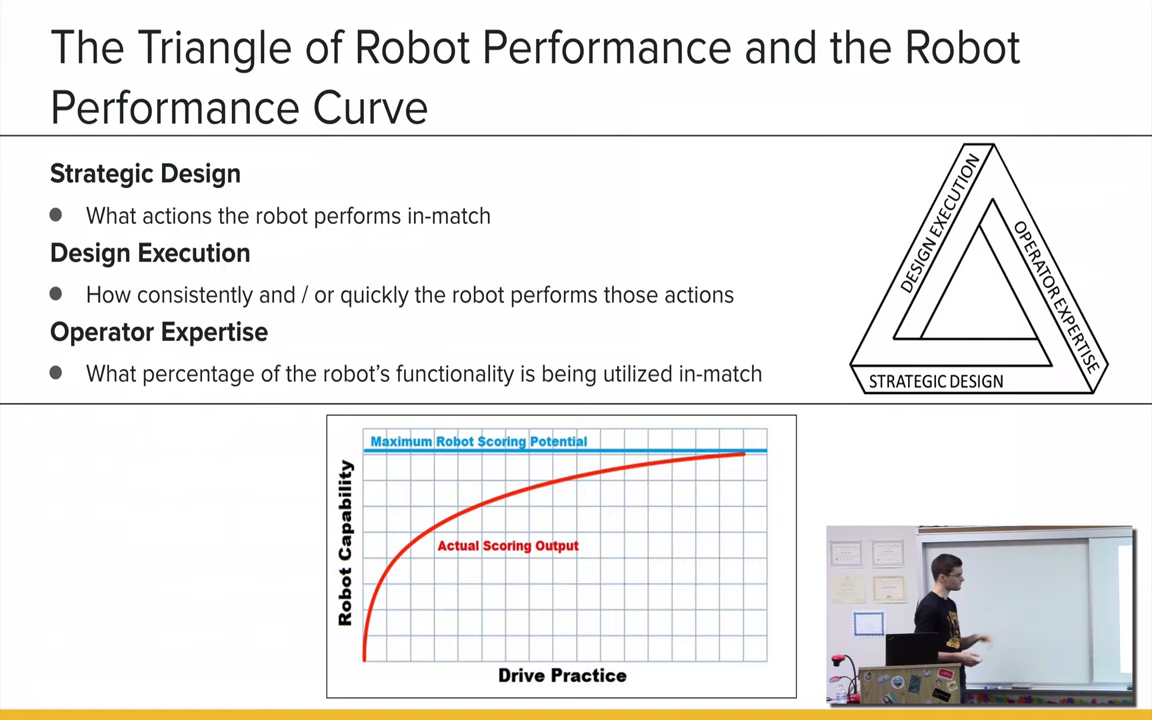 The Triangle of Robot Performance and the Robot
Performance Curve
Strategic Design
● What actions the robot performs in-match
Design Execution
● How consistently and / or quickly the robot performs those actions
Operator Expertise
● What percentage of the robot's functionality is being utilized in-match
DESIGN EXECUTION
OPERATOR EXPERTISE
STRATEGIC DESIGN
Maximum Robot Scoring Potential
Actual Scoring Output
Robot Capability
Drive Practice